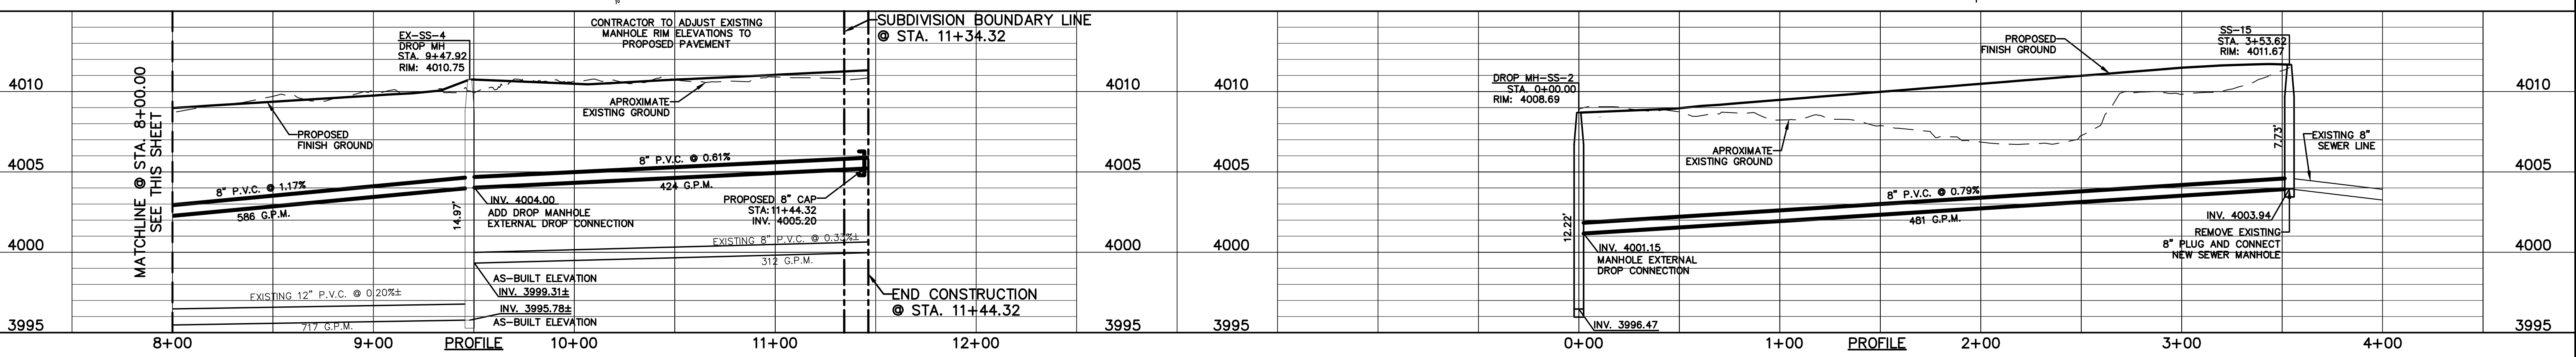 CONTRACTOR TO ADJUST EXISTING
MANHOLE RIM ELEVATIONS TO
PROPOSED PAVEMENT
SUBDIVISION BOUNDARY LINE
@ STA. 11+34.32
EX-SS-4
DROP MH
STA. 9+47.92
RIM: 4010.75
4010
4005
4000
3995
MATCHLINE @ STA. 8+00.00
SEE THIS SHEET
PROPOSED
FINISH GROUND
APROXIMATE
EXISTING GROUND
8" P.V.C. @ 1.17%
586 G.P.M.
8" P.V.C. @ 0.61%
424 G.P.M.
14.97'
INV. 4004.00
ADD DROP MANHOLE
EXTERNAL DROP CONNECTION
PROPOSED 8" CAP
STA:11+44.32
INV. 4005.20
EXISTING 8" P.V.C. @ 0.33%±
312 G.P.M.
AS-BUILT ELEVATION
INV. 3999.31±
INV. 3995.78±
AS-BUILT ELEVATION
EXISTING 12" P.V.C. @ 0.20%±
717 G.P.M.
END CONSTRUCTION
@ STA. 11+44.32
8+00
9+00
PROFILE
10+00
11+00
12+00
4010
4005
4000
3995
4010
4005
4000
3995
DROP MH-SS-2
STA. 0+00.00
RIM: 4008.69
PROPOSED
FINISH GROUND
SS-15
STA. 3+53.62
RIM: 4011.67
APROXIMATE
EXISTING GROUND
7.73'
EXISTING 8"
SEWER LINE
8" P.V.C. @ 0.79%
481 G.P.M.
12.22'
INV. 4001.15
MANHOLE EXTERNAL
DROP CONNECTION
INV. 4003.94
REMOVE EXISTING
8" PLUG AND CONNECT
NEW SEWER MANHOLE
INV. 3996.47
0+00
1+00
PROFILE
2+00
3+00
4+00
4010
4005
4000
3995